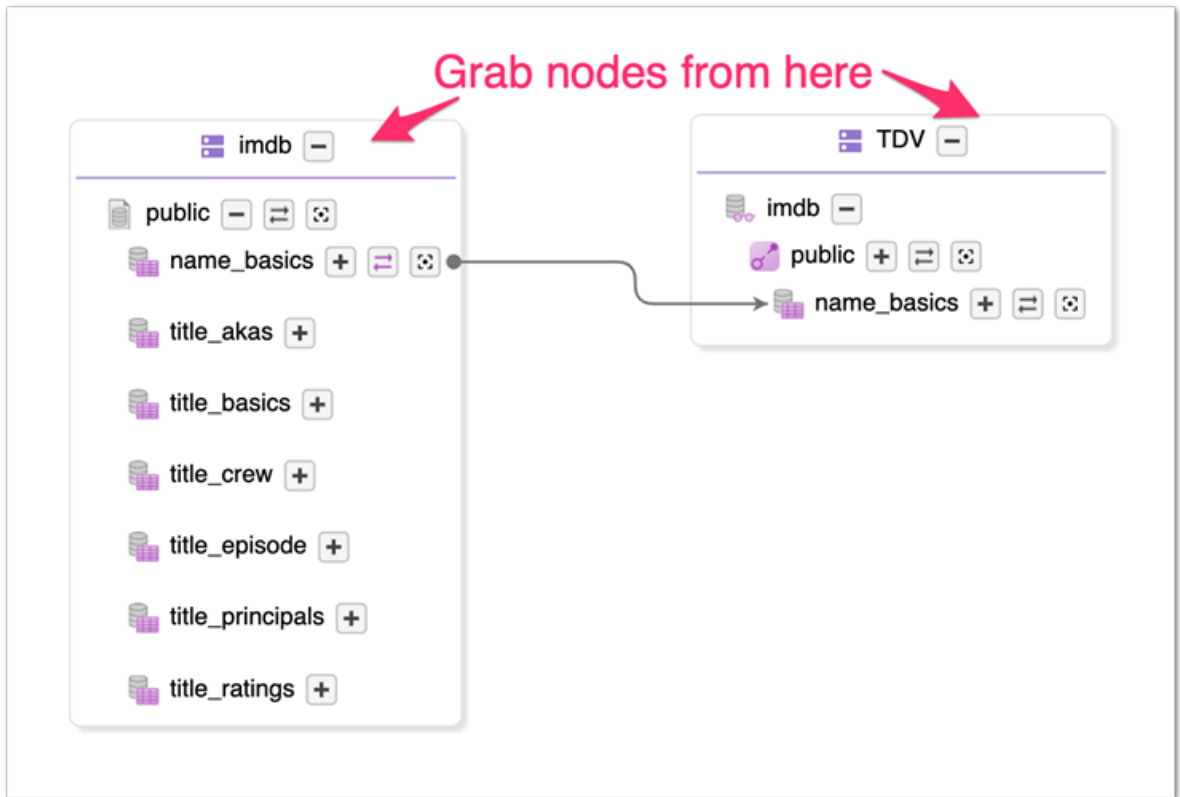 Grab nodes from here
imdb
public
name_basics
title_akas
title_basics
title_crew
title_episode
title_principals
title_ratings
TDV
imdb
public
name_basics